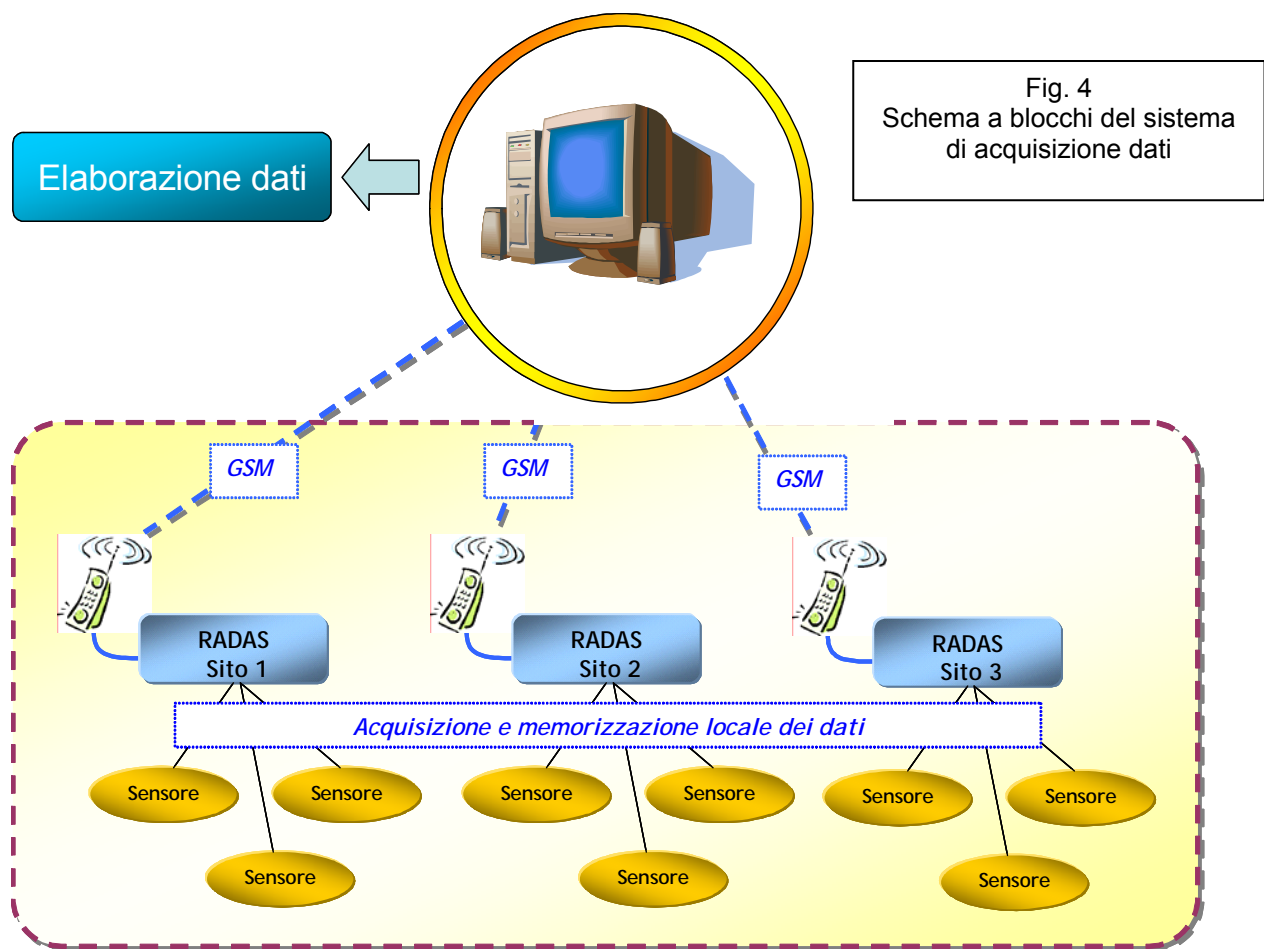 Fig. 4
Schema a blocchi del sistema
di acquisizione dati
Elaborazione dati
GSM
GSM
GSM
RADAS
Sito 1
RADAS
Sito 2
RADAS
Sito 3
Acquisizione e memorizzazione locale dei dati
Sensore
Sensore
Sensore
Sensore
Sensore
Sensore
Sensore
Sensore
Sensore